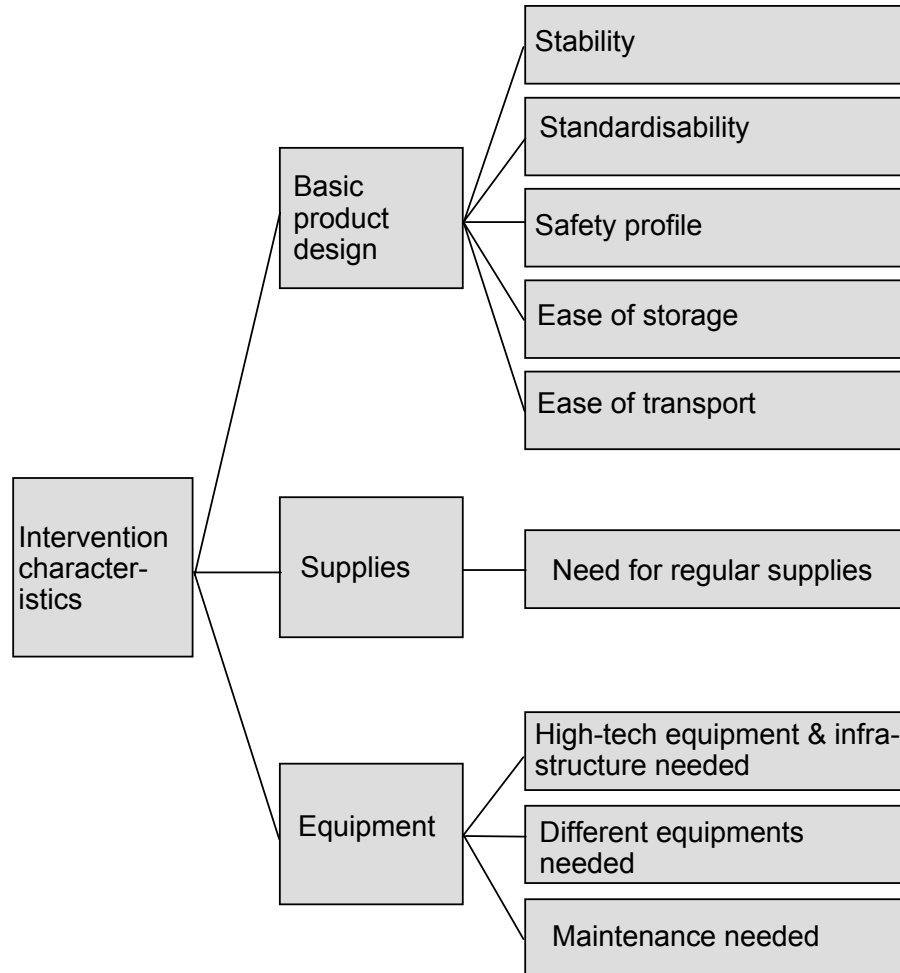 Stability
Standardisability
Basic
product
design
Safety profile
Ease of storage
Ease of transport
Intervention
character-
istics
Supplies
Need for regular supplies
High-tech equipment & infra-
structure needed
Equipment
Different equipments
needed
Maintenance needed